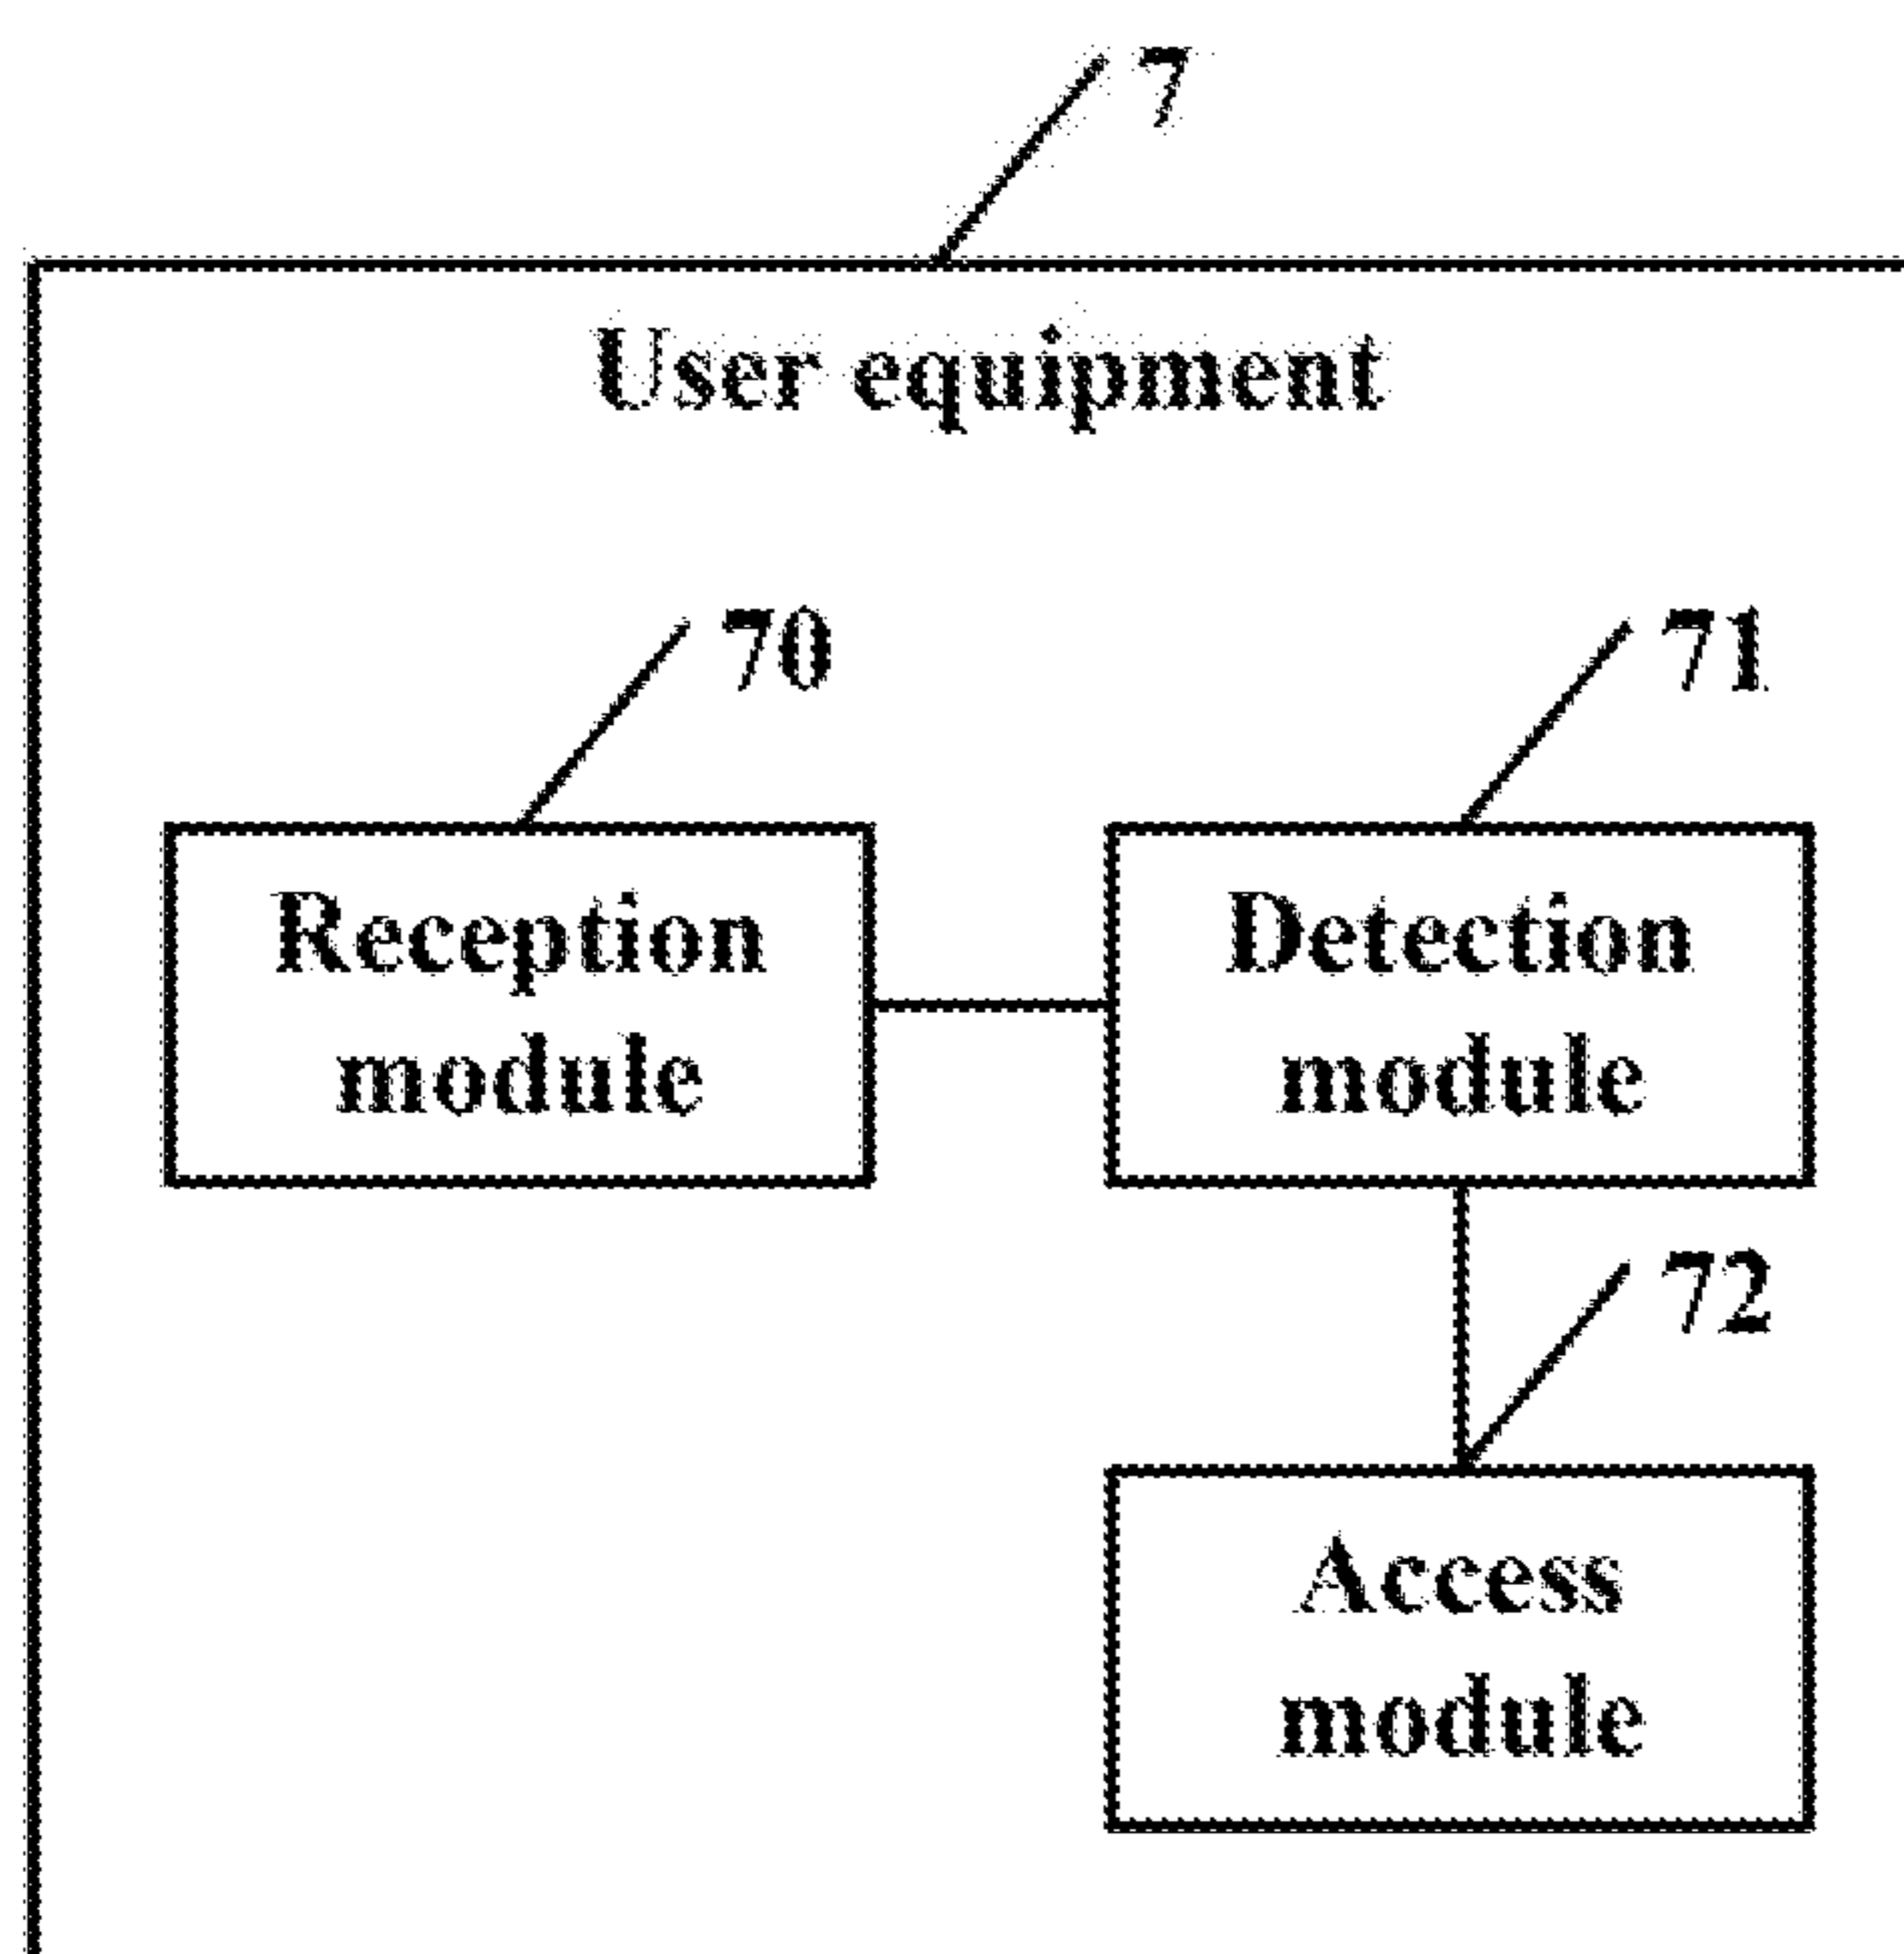 7
User equipment
70
71
Reception
module
Detection
module
72
Access
module